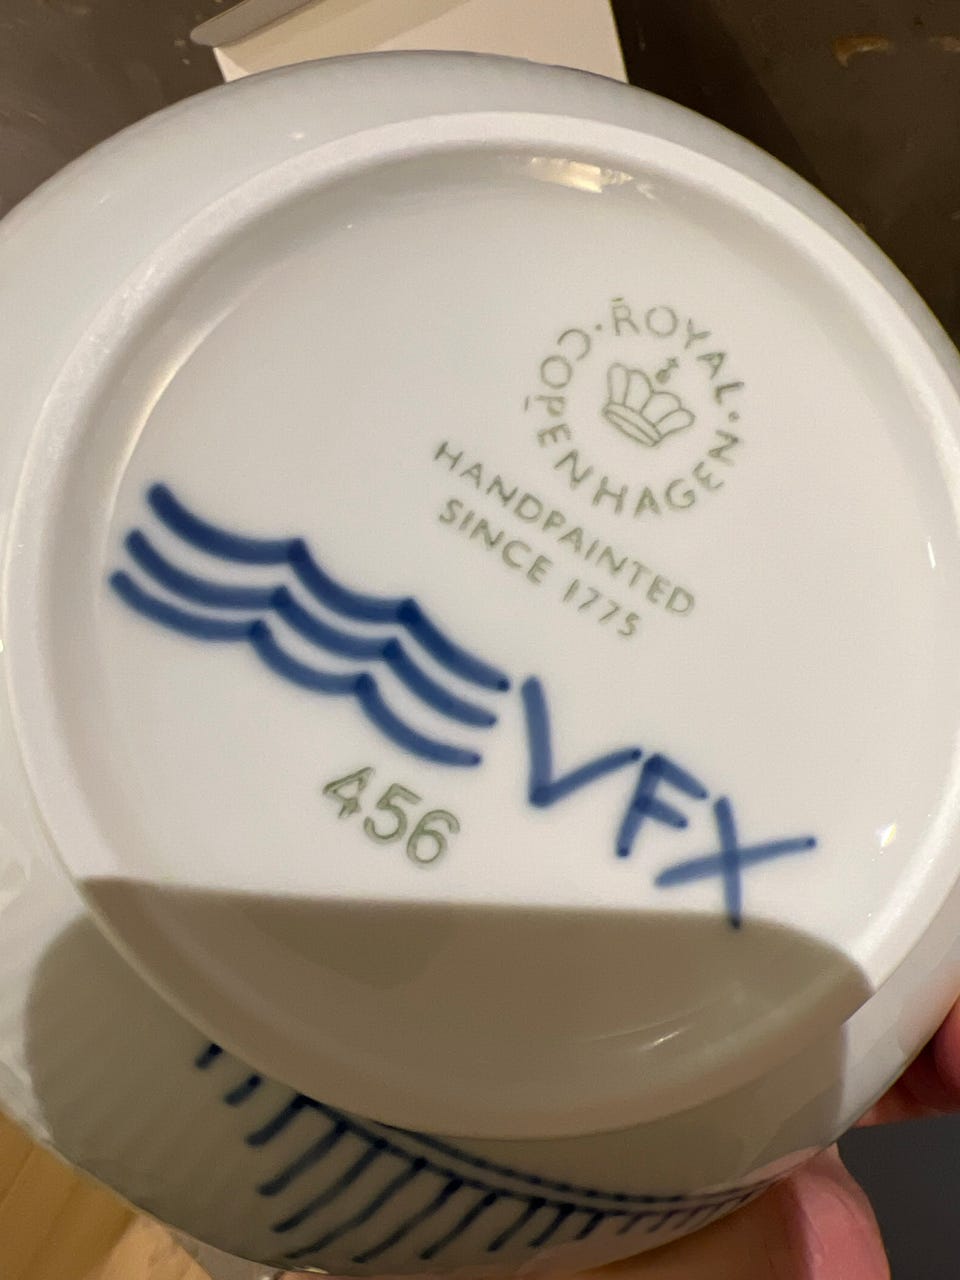 ROYAL · COPENHAGEN ·
HANDPAINTED
SINCE 1775
VFX
456